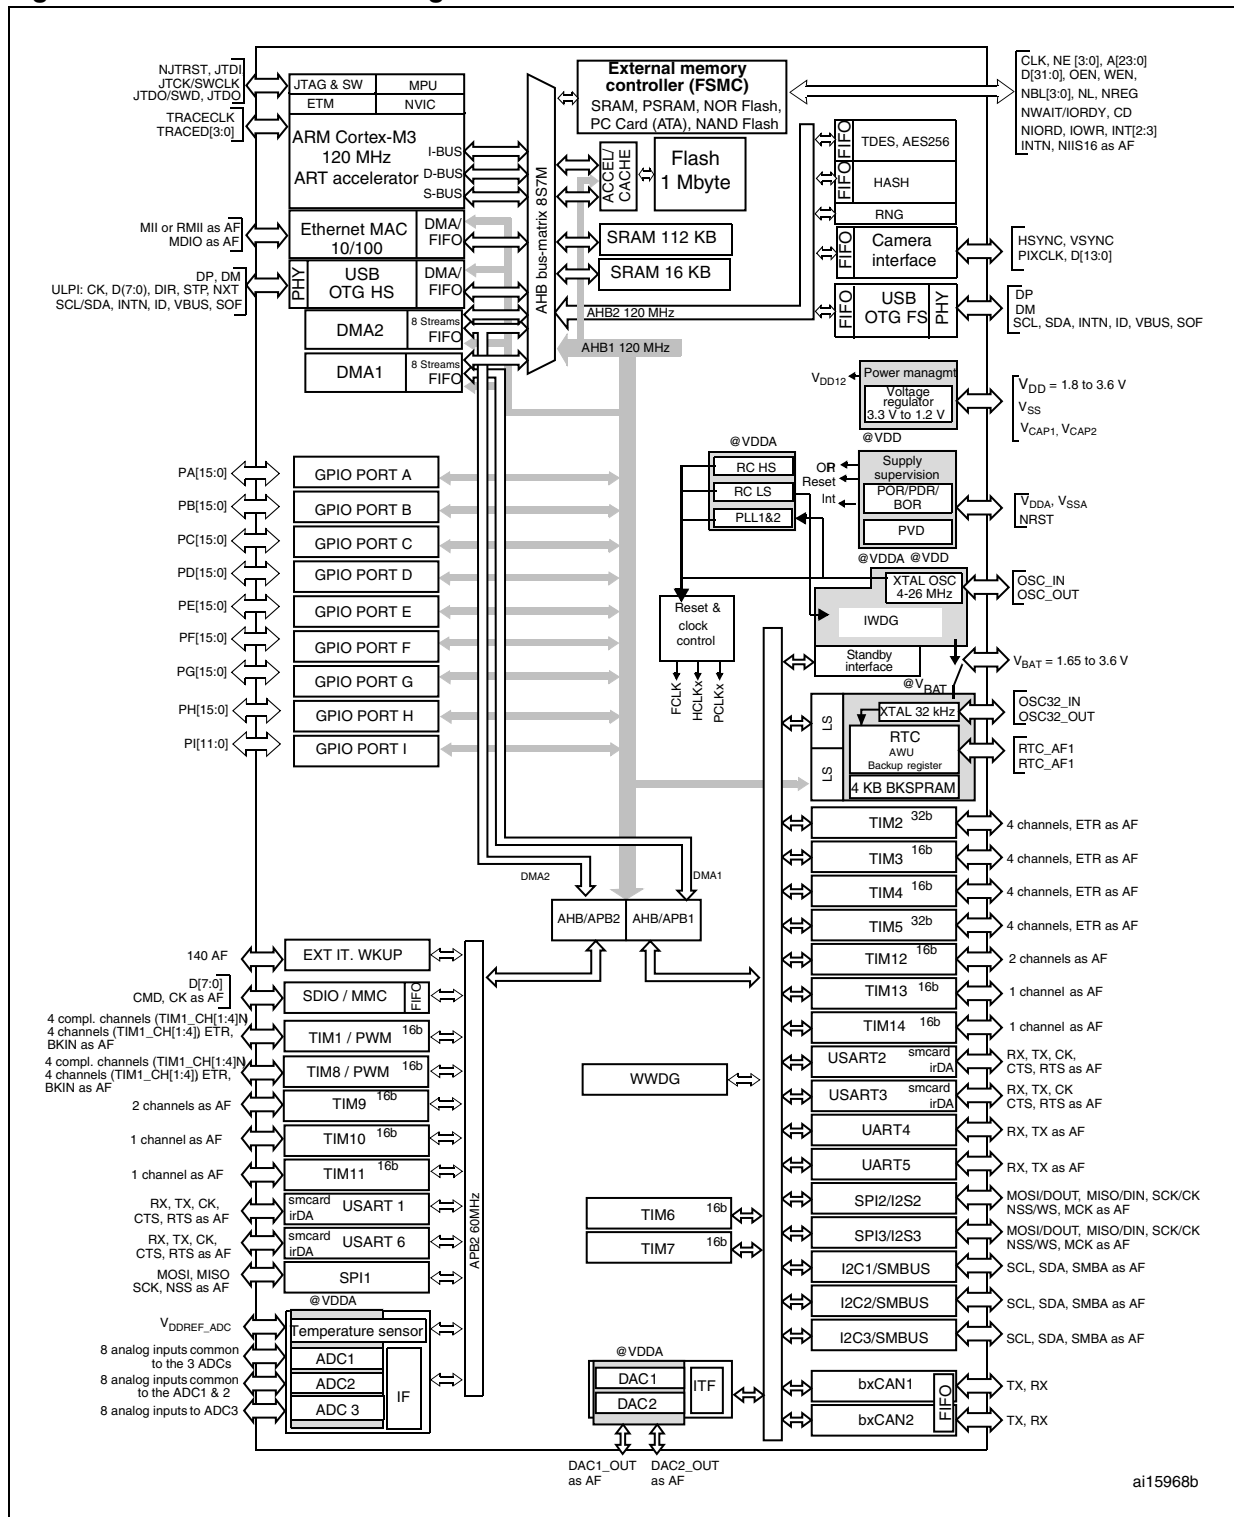 NJTRST, JTDI
JTCK/SWCLK
JTDO/SWD, JTDO
TRACECLK
TRACED[3:0]
JTAG & SW
MPU
ETM
NVIC
ARM Cortex-M3
120 MHz
ART accelerator
I-BUS
D-BUS
S-BUS
MII or RMII as AF
MDIO as AF
Ethernet MAC
10/100
DMA/
FIFO
DP, DM
ULPI: CK, D(7:0), DIR, STP, NXT
SCL/SDA, INTN, ID, VBUS, SOF
PHY
USB
OTG HS
DMA/
FIFO
DMA2
8 Streams
FIFO
DMA1
8 Streams
FIFO
AHB bus-matrix 8S7M
External memory
controller (FSMC)
SRAM, PSRAM, NOR Flash,
PC Card (ATA), NAND Flash
ACCEL/
CACHE
Flash
1 Mbyte
SRAM 112 KB
SRAM 16 KB
AHB2 120 MHz
AHB1 120 MHz
CLK, NE [3:0], A[23:0]
D[31:0], OEN, WEN,
NBL[3:0], NL, NREG
NWAIT/IORDY, CD
NIORD, IOWR, INT[2:3]
INTN, NIIS16 as AF
FIFO
TDES, AES256
FIFO
HASH
RNG
FIFO
Camera
interface
HSYNC, VSYNC
PIXCLK, D[13:0]
FIFO
USB
OTG FS
PHY
DP
DM
SCL, SDA, INTN, ID, VBUS, SOF
VDD12
Power managmt
Voltage
regulator
3.3 V to 1.2 V
@VDD
VDD = 1.8 to 3.6 V
VSS
VCAP1, VCAP2
@VDDA
RC HS
RC LS
PLL1&2
OR
Reset
Int
Supply
supervision
POR/PDR/
BOR
PVD
@VDDA @VDD
VDDA, VSSA
NRST
XTAL OSC
4-26 MHz
OSC_IN
OSC_OUT
IWDG
Standby
interface
VBAT = 1.65 to 3.6 V
@VBAT
Reset &
clock
control
FCLK
HCLKx
PCLKx
LS
LS
XTAL 32 kHz
OSC32_IN
OSC32_OUT
RTC
AWU
Backup register
RTC_AF1
RTC_AF1
4 KB BKSPRAM
PA[15:0]
GPIO PORT A
PB[15:0]
GPIO PORT B
PC[15:0]
GPIO PORT C
PD[15:0]
GPIO PORT D
PE[15:0]
GPIO PORT E
PF[15:0]
GPIO PORT F
PG[15:0]
GPIO PORT G
PH[15:0]
GPIO PORT H
PI[11:0]
GPIO PORT I
DMA2
DMA1
AHB/APB2
AHB/APB1
TIM2 32b
4 channels, ETR as AF
TIM3 16b
4 channels, ETR as AF
TIM4 16b
4 channels, ETR as AF
TIM5 32b
4 channels, ETR as AF
TIM12 16b
2 channels as AF
TIM13 16b
1 channel as AF
TIM14 16b
1 channel as AF
USART2 smcard
irDA
RX, TX, CK,
CTS, RTS as AF
USART3 smcard
irDA
RX, TX, CK
CTS, RTS as AF
UART4
RX, TX as AF
UART5
RX, TX as AF
SPI2/I2S2
MOSI/DOUT, MISO/DIN, SCK/CK
NSS/WS, MCK as AF
SPI3/I2S3
MOSI/DOUT, MISO/DIN, SCK/CK
NSS/WS, MCK as AF
I2C1/SMBUS
SCL, SDA, SMBA as AF
I2C2/SMBUS
SCL, SDA, SMBA as AF
I2C3/SMBUS
SCL, SDA, SMBA as AF
bxCAN1
TX, RX
bxCAN2
TX, RX
FIFO
WWDG
TIM6 16b
TIM7 16b
@VDDA
DAC1
DAC2
ITF
DAC1_OUT
as AF
DAC2_OUT
as AF
140 AF
EXT IT. WKUP
D[7:0]
CMD, CK as AF
SDIO / MMC
FIFO
4 compl. channels (TIM1_CH[1:4]N
4 channels (TIM1_CH[1:4]) ETR,
BKIN as AF
TIM1 / PWM 16b
4 compl. channels (TIM1_CH[1:4]N
4 channels (TIM1_CH[1:4]) ETR,
BKIN as AF
TIM8 / PWM 16b
2 channels as AF
TIM9 16b
1 channel as AF
TIM10 16b
1 channel as AF
TIM11 16b
RX, TX, CK,
CTS, RTS as AF
smcard
irDA
USART 1
RX, TX, CK,
CTS, RTS as AF
smcard
irDA
USART 6
MOSI, MISO
SCK, NSS as AF
SPI1
APB2 60MHz
@VDDA
VDDREF_ADC
Temperature sensor
8 analog inputs common
to the 3 ADCs
ADC1
8 analog inputs common
to the ADC1 & 2
ADC2
8 analog inputs to ADC3
ADC 3
IF
ai15968b